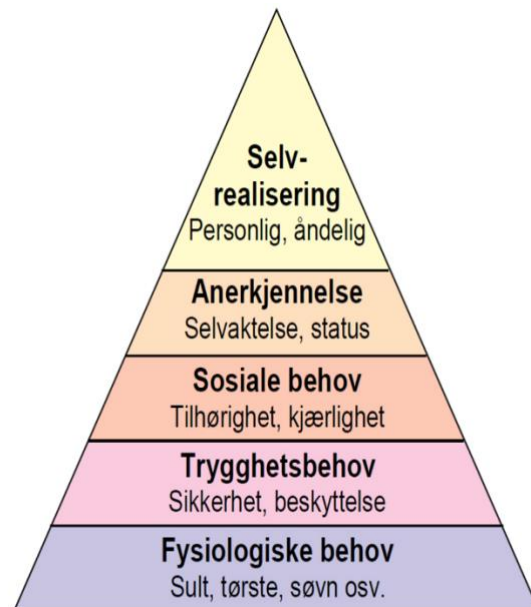 Selv-
realisering
Personlig, åndelig
Anerkjennelse
Selvaktelse, status
Sosiale behov
Tilhørighet, kjærlighet
Trygghetsbehov
Sikkerhet, beskyttelse
Fysiologiske behov
Sult, tørste, søvn osv.